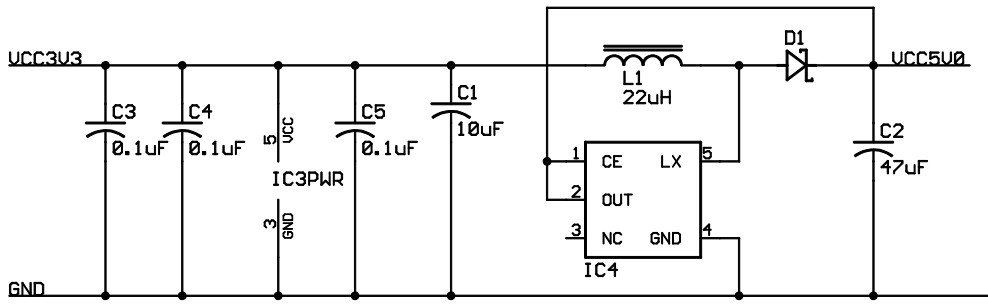 VCC3V3
D1
VCC5V0
L1
22uH
C3
0.1uF
C4
0.1uF
5
VCC
IC3PWR
3
GND
C5
0.1uF
C1
10uF
C2
47uF
1
CE
LX
5
2
OUT
3
NC
GND
4
IC4
GND